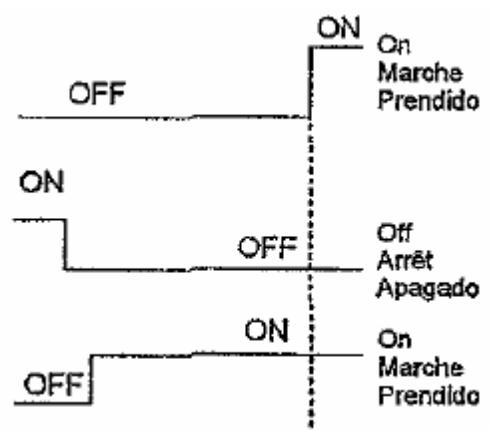 ON
On
Marche
Prendido
OFF
ON
OFF
Off
Arrêt
Apagado
ON
On
Marche
Prendido
OFF